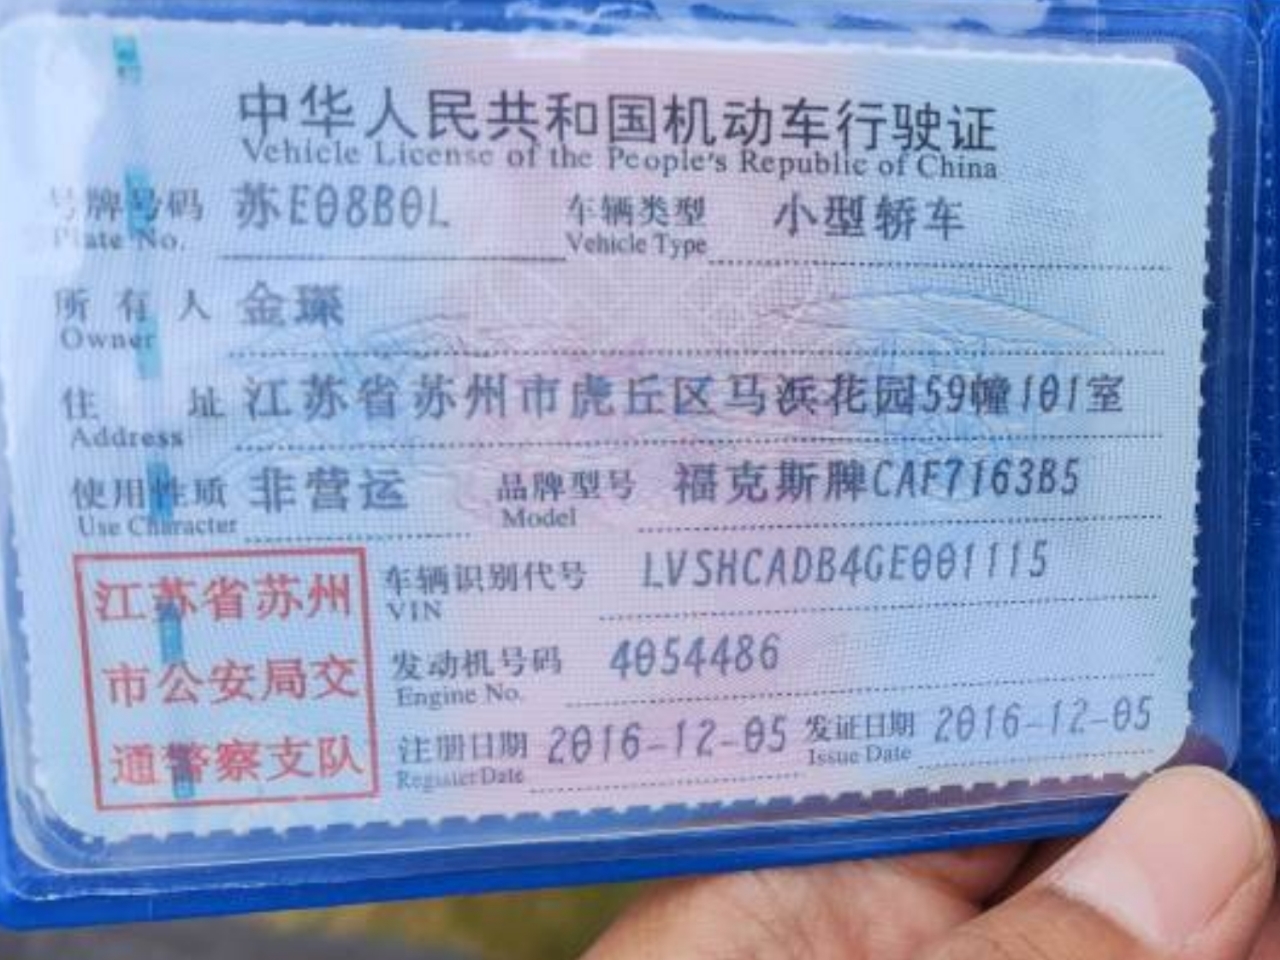 中华人民共和国机动车行驶证
Vehicle License of the People's Republic of China
号牌号码 苏E08B0L 车辆类型 小型轿车
Plate No. Vehicle Type
所有人 金璨
Owner
住址 江苏省苏州市虎丘区马浜花园59幢101室
Address
使用性质 非营运 品牌型号 福克斯牌CAF7163B5
Use Character Model
江苏省苏州
市公安局交
通警察支队
车辆识别代号 LVSHCADB4GE001115
VIN
发动机号码 4054486
Engine No.
注册日期 2016-12-05 发证日期 2016-12-05
Register Date Issue Date